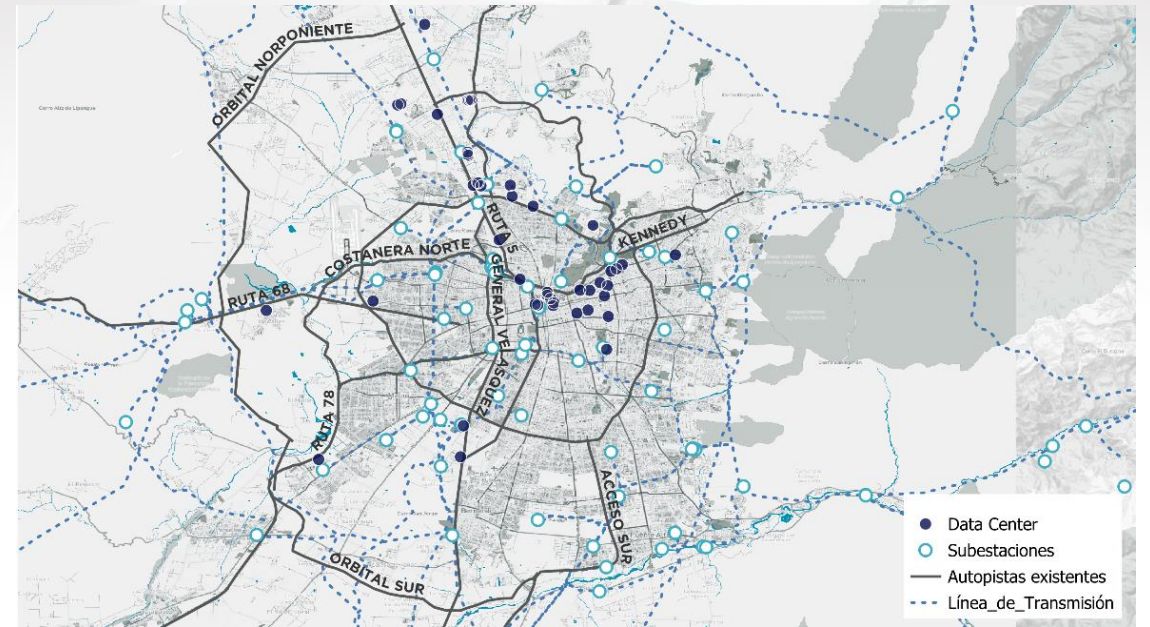 ORBITAL NORPONIENTE
RUTA 5
KENNEDY
COSTANERA NORTE
RUTA 68
GENERAL VELASQUEZ
RUTA 78
ACCESO SUR
ORBITAL SUR
Data Center
Subestaciones
Autopistas existentes
Línea_de_Transmisión